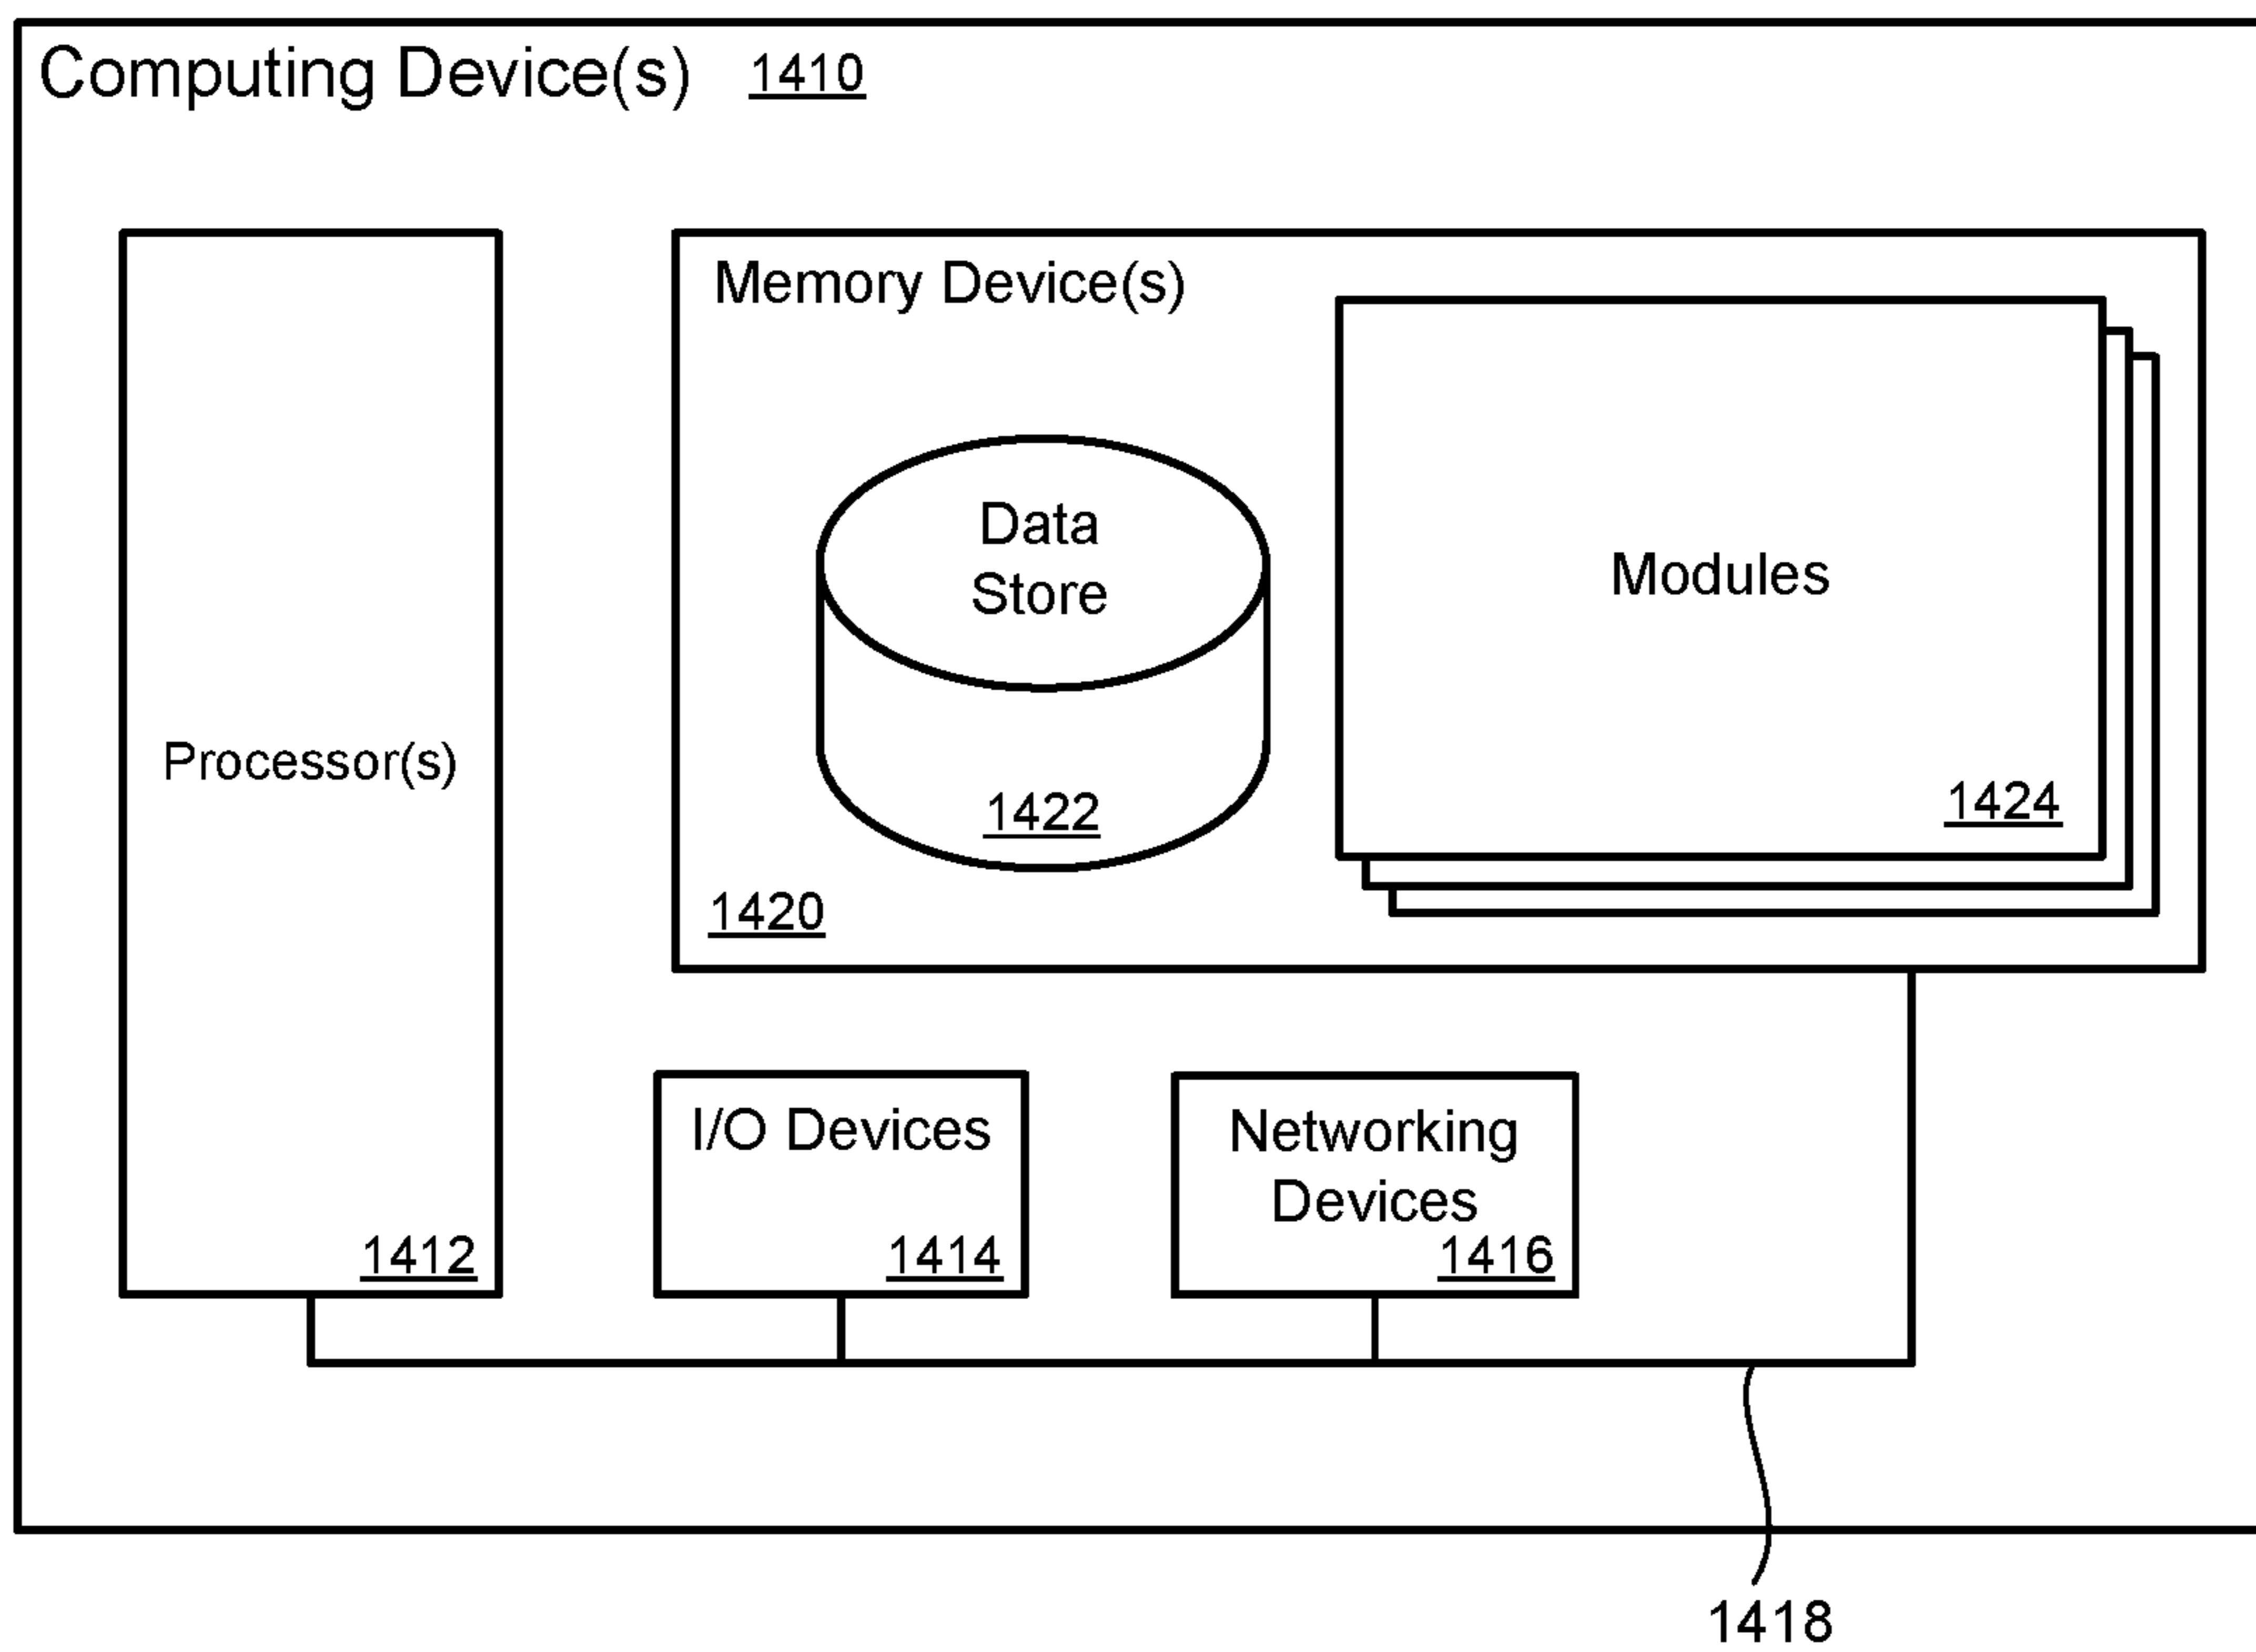 Computing Device(s) 1410
Memory Device(s)
Data
Store
Modules
Processor(s)
1424
1422
1420
I/O Devices
Networking
Devices
1412
1414
1416
1418